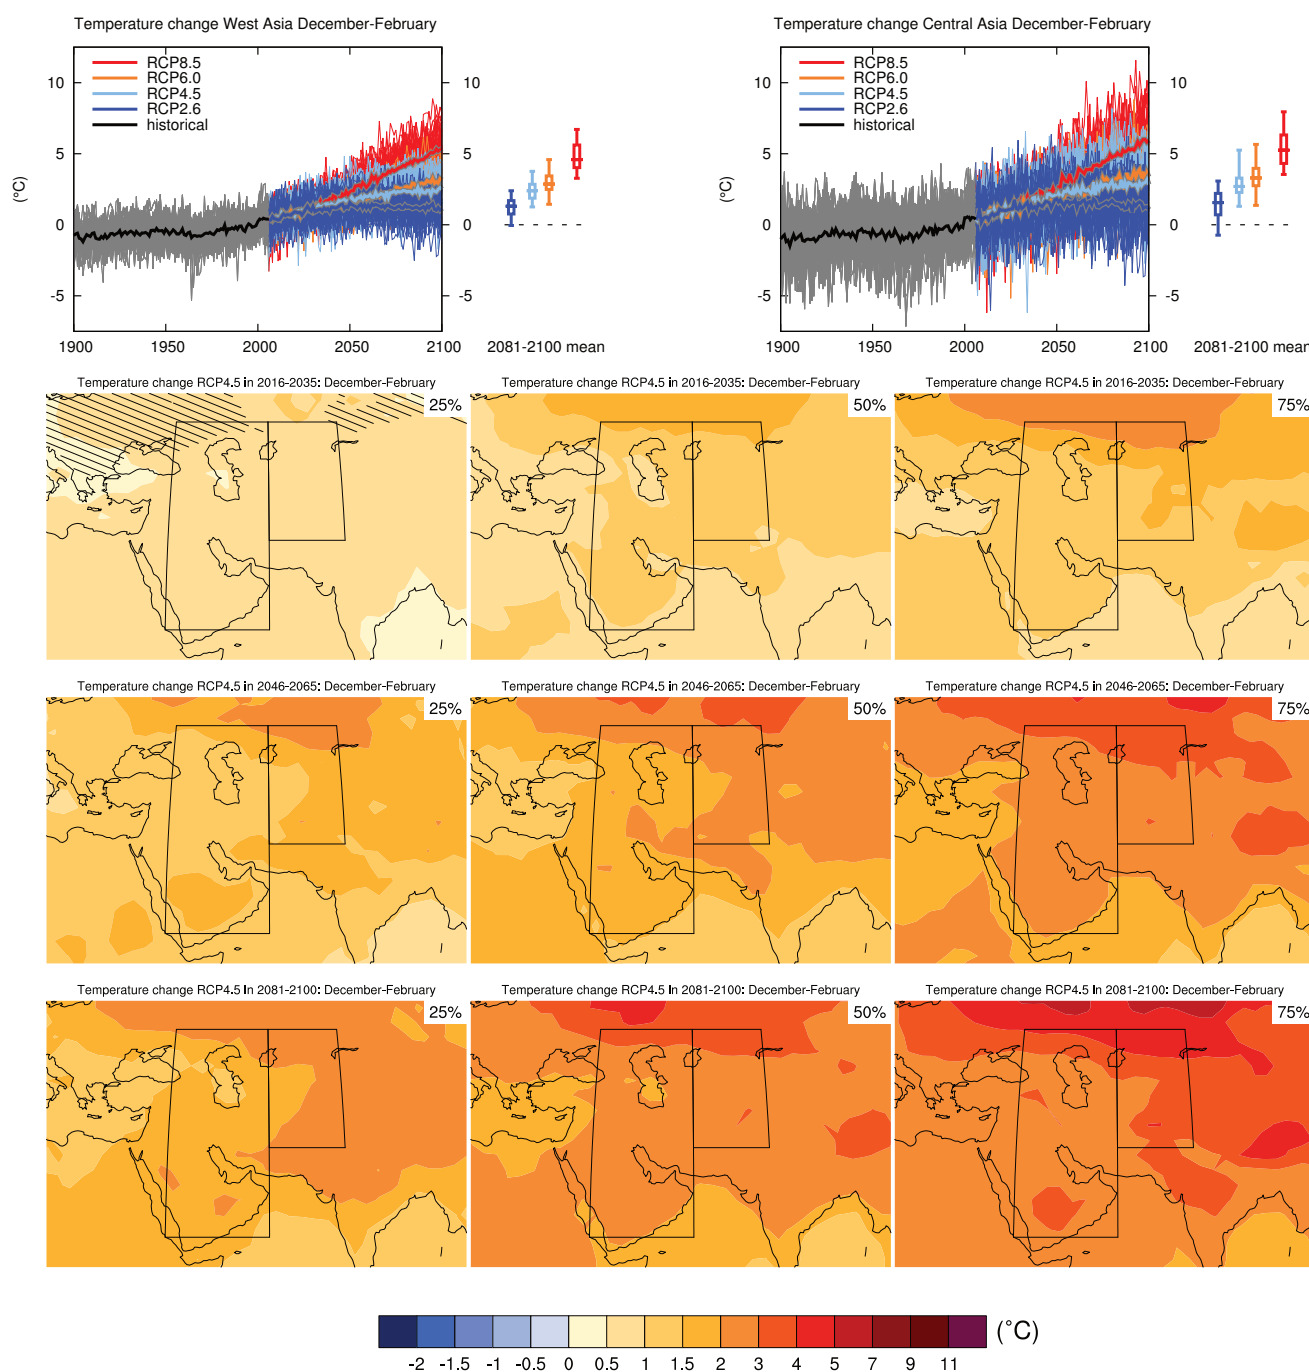 Temperature change West Asia December-February
RCP8.5
RCP6.0
RCP4.5
RCP2.6
historical
(°C)
10
5
0
-5
10
5
0
-5
1900
1950
2000
2050
2100
2081-2100 mean
Temperature change Central Asia December-February
RCP8.5
RCP6.0
RCP4.5
RCP2.6
historical
(°C)
10
5
0
-5
10
5
0
-5
1900
1950
2000
2050
2100
2081-2100 mean
Temperature change RCP4.5 in 2016-2035: December-February
25%
Temperature change RCP4.5 in 2016-2035: December-February
50%
Temperature change RCP4.5 in 2016-2035: December-February
75%
Temperature change RCP4.5 in 2046-2065: December-February
25%
Temperature change RCP4.5 in 2046-2065: December-February
50%
Temperature change RCP4.5 in 2046-2065: December-February
75%
Temperature change RCP4.5 in 2081-2100: December-February
25%
Temperature change RCP4.5 in 2081-2100: December-February
50%
Temperature change RCP4.5 in 2081-2100: December-February
75%
(°C)
-2 -1.5 -1 -0.5 0 0.5 1 1.5 2 3 4 5 7 9 11